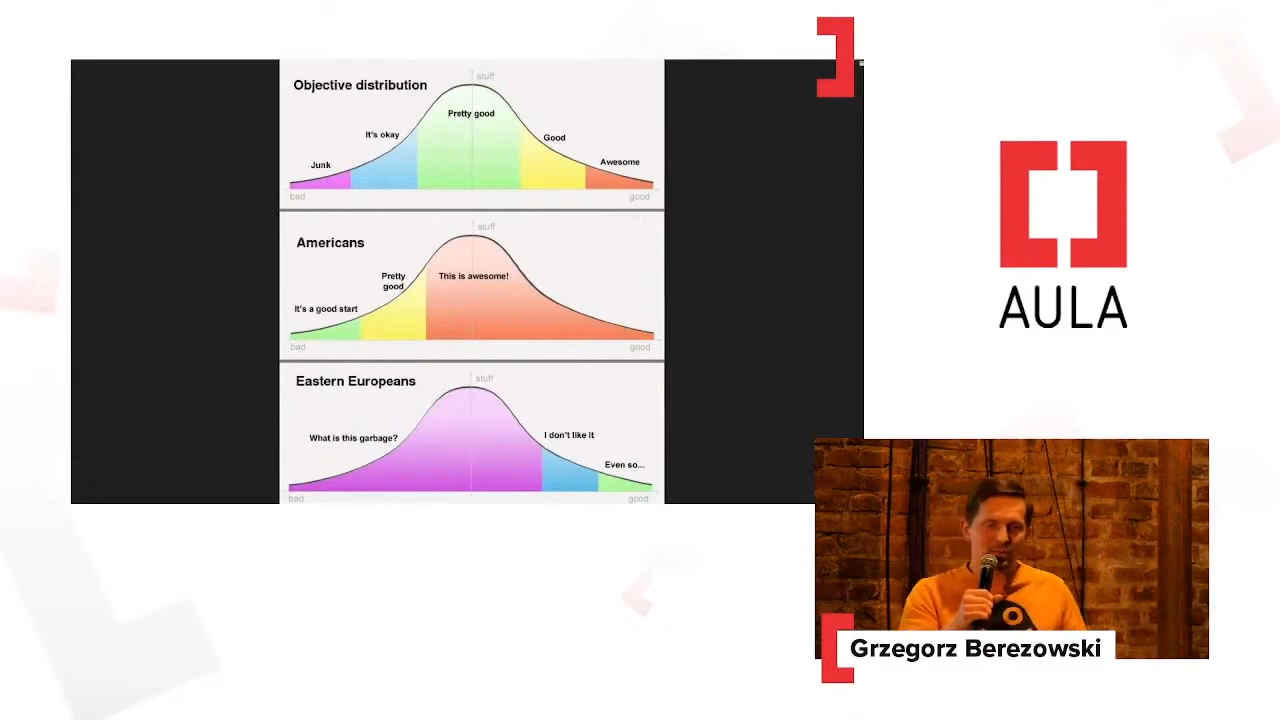 Objective distribution
stuff
Pretty good
It's okay
Good
Junk
Awesome
bad
good
Americans
stuff
Pretty
good
This is awesome!
It's a good start
bad
good
Eastern Europeans
stuff
What is this garbage?
I don't like it
Even so...
bad
good
AULA
Grzegorz Berezowski